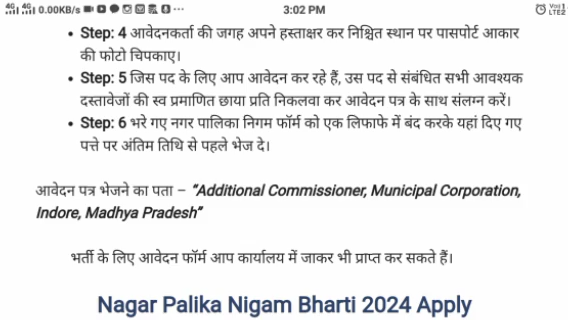 4G 4G 0.00KB/s 3:02 PM LTE2
• Step: 4 आवेदनकर्ता की जगह अपने हस्ताक्षर कर निश्चित स्थान पर पासपोर्ट आकार
की फोटो चिपकाए।
• Step: 5 जिस पद के लिए आप आवेदन कर रहे हैं, उस पद से संबंधित सभी आवश्यक
दस्तावेजों की स्व प्रमाणित छाया प्रति निकलवा कर आवेदन पत्र के साथ संलग्न करें।
• Step: 6 भरे गए नगर पालिका निगम फॉर्म को एक लिफाफे में बंद करके यहां दिए गए
पत्ते पर अंतिम तिथि से पहले भेज दे।
आवेदन पत्र भेजने का पता – “Additional Commissioner, Municipal Corporation,
Indore, Madhya Pradesh”
भर्ती के लिए आवेदन फॉर्म आप कार्यालय में जाकर भी प्राप्त कर सकते हैं।
Nagar Palika Nigam Bharti 2024 Apply